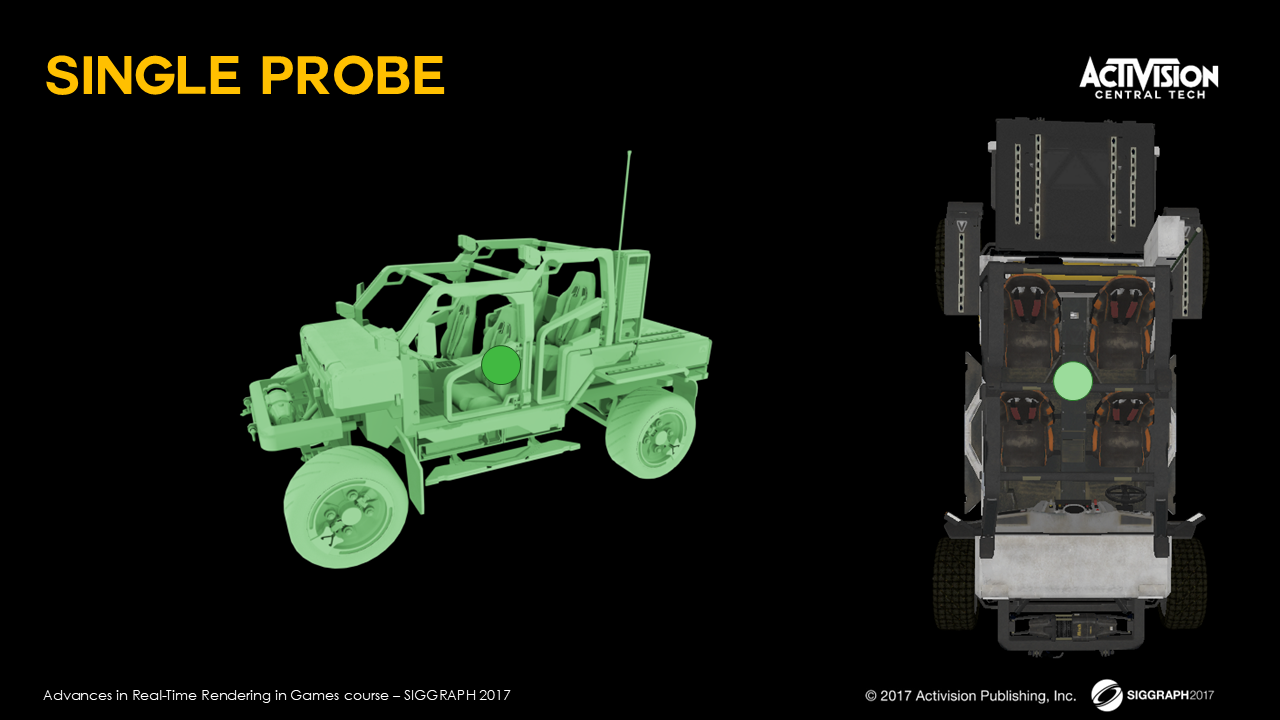 SINGLE PROBE
ACTIVISION
CENTRAL TECH
Advances in Real-Time Rendering in Games course – SIGGRAPH 2017
© 2017 Activision Publishing, Inc.
SIGGRAPH2017